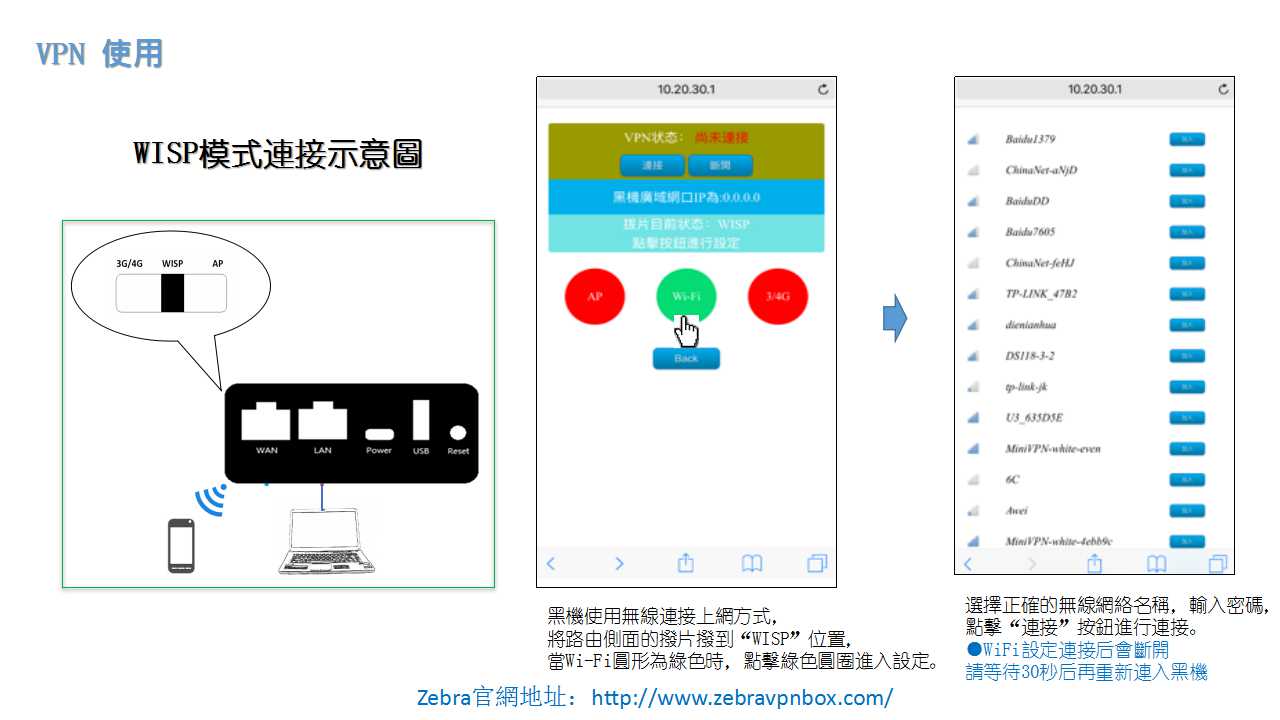 VPN 使用
WISP模式連接示意圖
3G/4G WISP AP
WAN LAN Power USB Reset
10.20.30.1
VPN状态： 尚未連接
連接 斷開
黑機廣域網口IP為:0.0.0.0
拨片目前状态：WISP
點擊按鈕進行設定
AP Wi-Fi 3/4G
Back
黑機使用無線連接上網方式，
將路由側面的撥片撥到“WISP”位置，
當Wi-Fi圓形為綠色時，點擊綠色圓圈進入設定。
10.20.30.1
Baidu1379
ChinaNet-aNjD
BaiduDD
Baidu7605
ChinaNet-feHJ
TP-LINK_47B2
dienianhua
DS118-3-2
tp-link-jk
U3_635D5E
MiniVPN-white-even
6C
Awei
MiniVPN-white-4ebb9c
選擇正確的無線網絡名稱，輸入密碼，
點擊“連接”按鈕進行連接。
●WiFi設定連接后會斷開
請等待30秒后再重新連入黑機
Zebra官網地址：http://www.zebravpnbox.com/